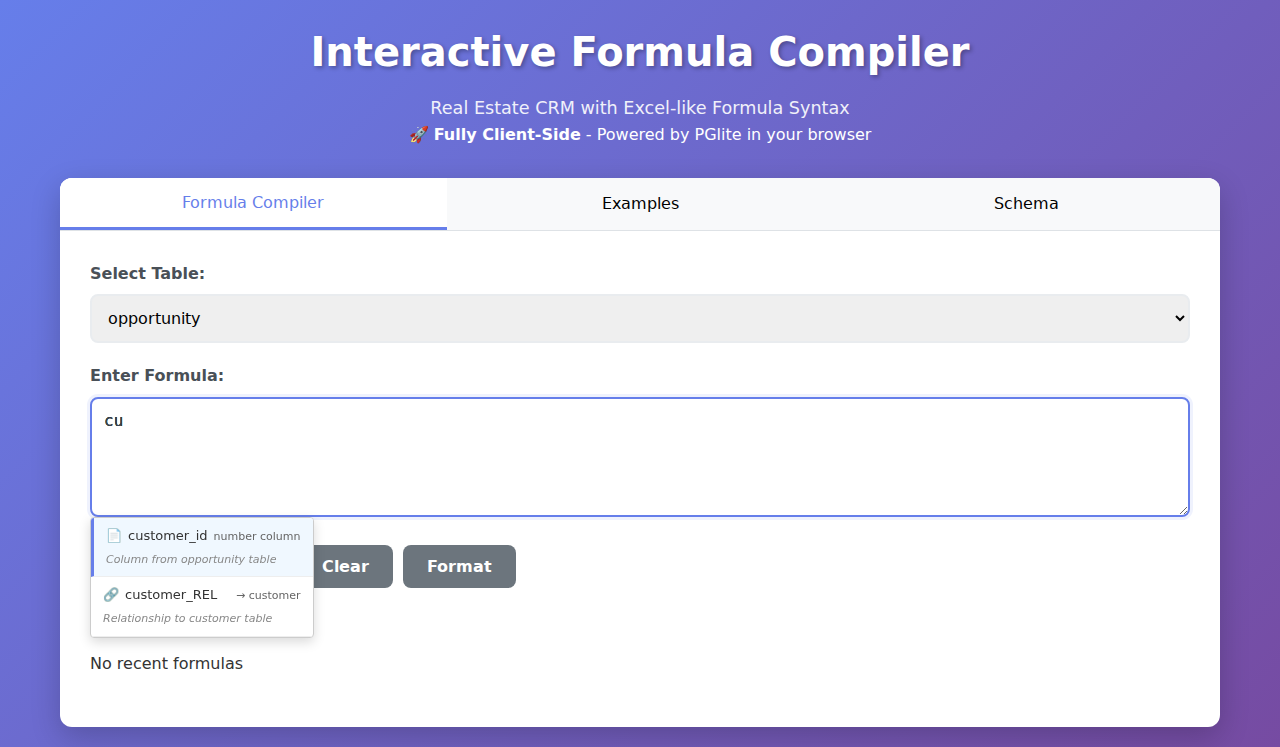 Interactive Formula Compiler
Real Estate CRM with Excel-like Formula Syntax
🚀 Fully Client-Side - Powered by PGlite in your browser
Formula Compiler
Examples
Schema
Select Table:
opportunity
Enter Formula:
cu
📄 customer_id number column
Column from opportunity table
🔗 customer_REL → customer
Relationship to customer table
Clear
Format
No recent formulas